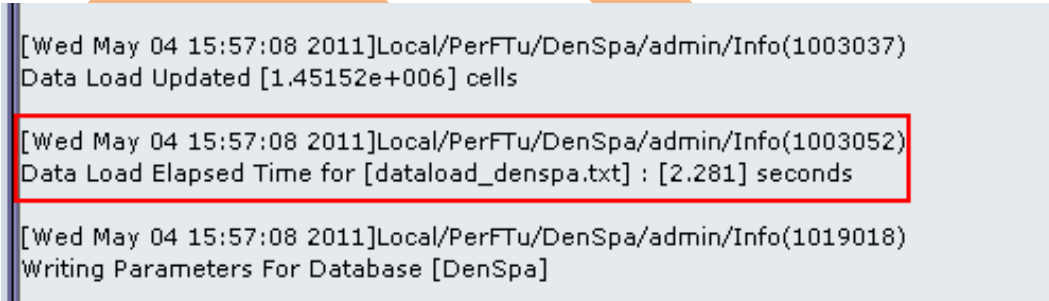 [Wed May 04 15:57:08 2011]Local/PerFTu/DenSpa/admin/Info(1003037)
Data Load Updated [1.45152e+006] cells
[Wed May 04 15:57:08 2011]Local/PerFTu/DenSpa/admin/Info(1003052)
Data Load Elapsed Time for [dataload_denspa.txt] : [2.281] seconds
[Wed May 04 15:57:08 2011]Local/PerFTu/DenSpa/admin/Info(1019018)
Writing Parameters For Database [DenSpa]